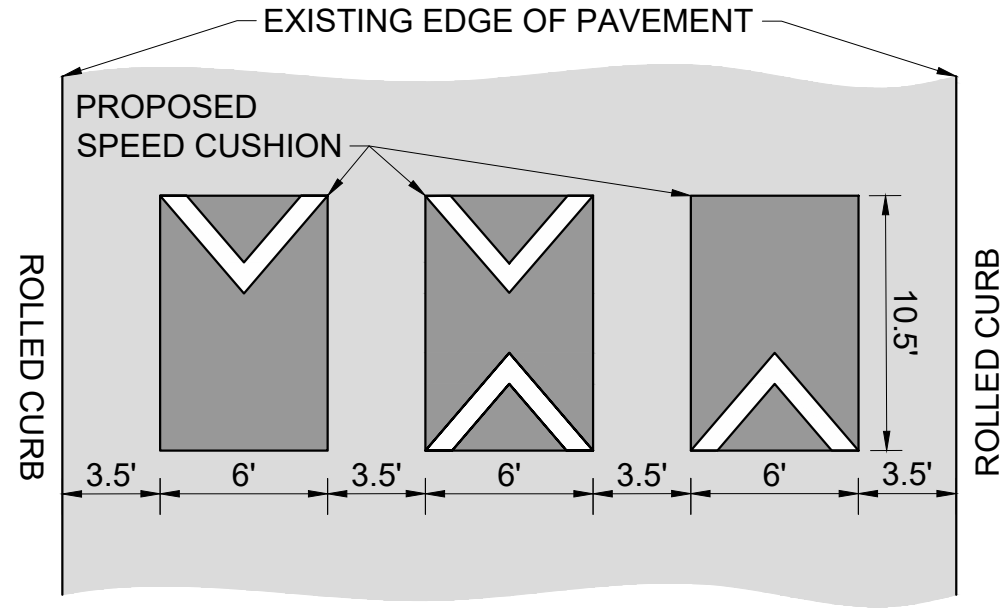 EXISTING EDGE OF PAVEMENT
PROPOSED
SPEED CUSHION
ROLLED CURB
ROLLED CURB
10.5'
3.5'
6'
3.5'
6'
3.5'
6'
3.5'